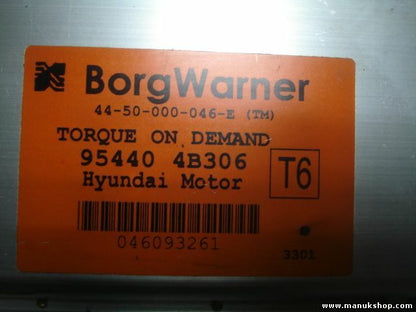 BorgWarner
44-50-000-046-E (TM)
TORQUE ON DEMAND
95440 4B306
Hyundai Motor
T6
046093261
3301
www.manukshop.com